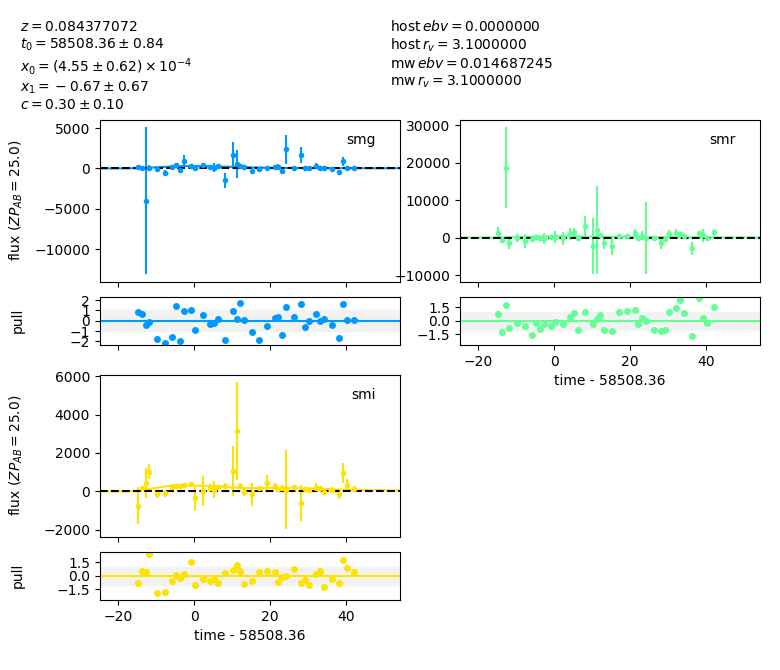 z = 0.084377072
t₀ = 58508.36 ± 0.84
x₀ = (4.55 ± 0.62) × 10⁻⁴
x₁ = − 0.67 ± 0.67
c = 0.30 ± 0.10
host ebv = 0.0000000
host r_v = 3.1000000
mw ebv = 0.014687245
mw r_v = 3.1000000
5000
0
−5000
−10000
flux (ZP_AB = 25.0)
smg
30000
20000
10000
0
−10000
smr
2
1
0
−1
−2
pull
1.5
0.0
−1.5
−20
0
20
40
time - 58508.36
6000
4000
2000
0
−2000
flux (ZP_AB = 25.0)
smi
1.5
0.0
−1.5
pull
−20
0
20
40
time - 58508.36